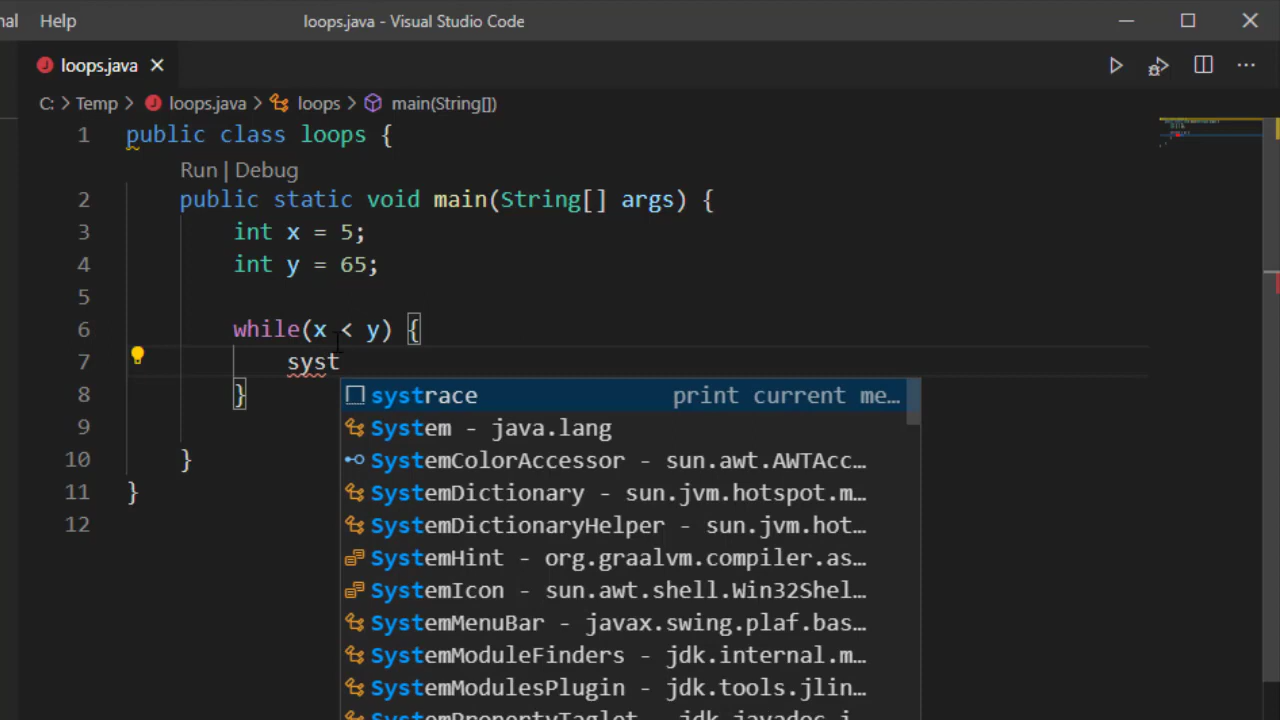 nal Help loops.java - Visual Studio Code
loops.java
C: > Temp > loops.java > loops > main(String[])
1 public class loops {
Run | Debug
2 public static void main(String[] args) {
3 int x = 5;
4 int y = 65;
5
6 while(x < y) {
7 syst
8 }
9
10 }
11 }
12
systrace print current me…
System - java.lang
SystemColorAccessor - sun.awt.AWTAcc…
SystemDictionary - sun.jvm.hotspot.m…
SystemDictionaryHelper - sun.jvm.hot…
SystemHint - org.graalvm.compiler.as…
SystemIcon - sun.awt.shell.Win32Shel…
SystemMenuBar - javax.swing.plaf.bas…
SystemModuleFinders - jdk.internal.m…
SystemModulesPlugin - jdk.tools.jlin…
SystemPropertyTaglet - jdk.javadoc.i